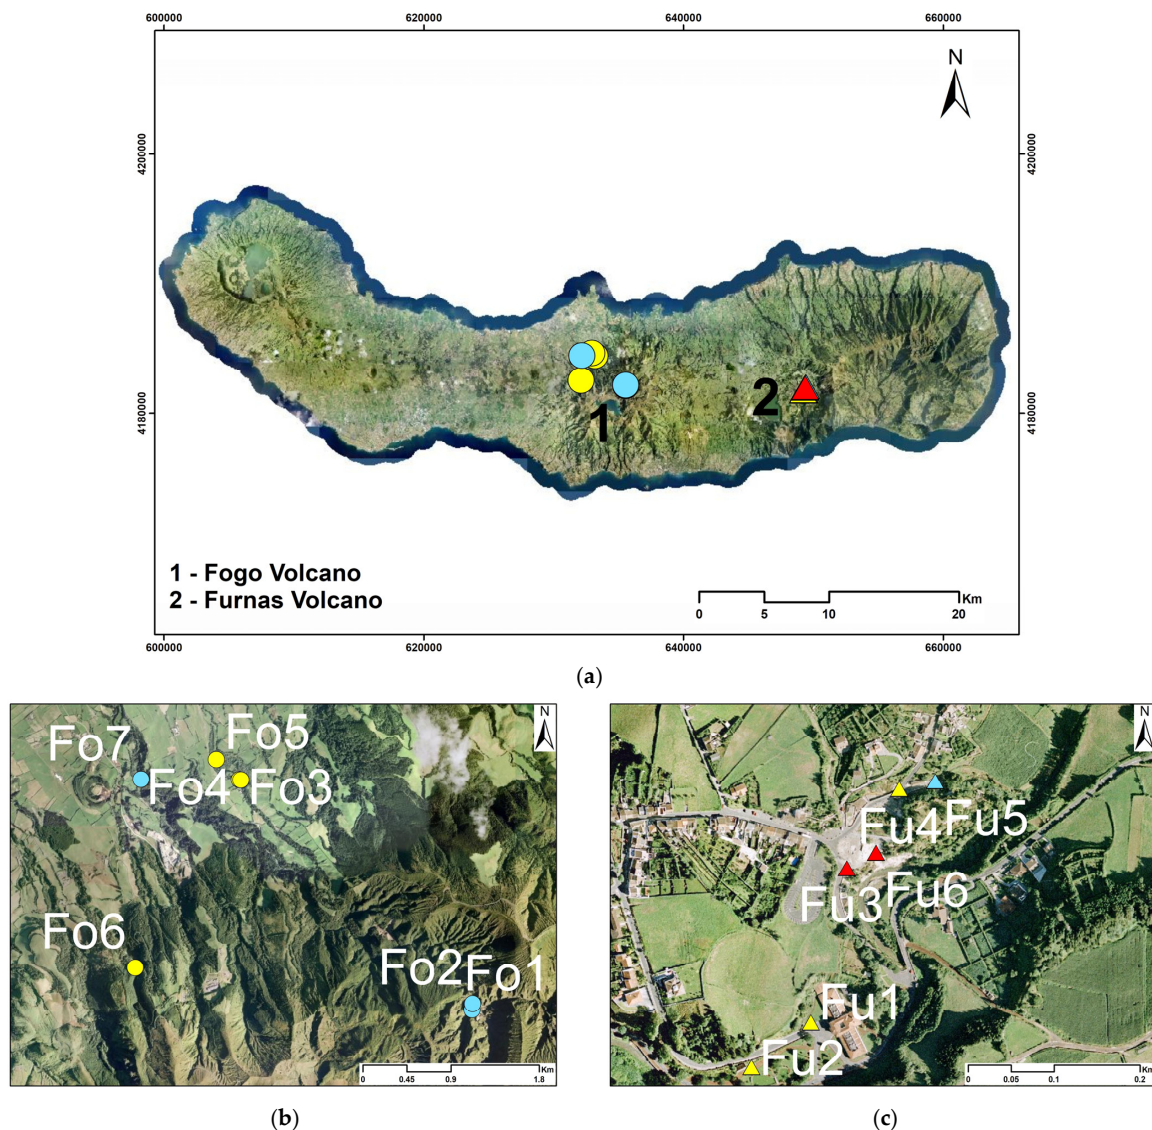 600000 620000 640000 660000
N
4200000 4200000
4180000 4180000
1
2
1 - Fogo Volcano
2 - Furnas Volcano
Km
0 5 10 20
600000 620000 640000 660000
(a)
N
Fo7 Fo5
Fo4 Fo3
Fo6
Fo2 Fo1
Km
0 0.45 0.9 1.8
(b)
N
Fu4 Fu5
Fu3 Fu6
Fu1
Fu2
Km
0 0.05 0.1 0.2
(c)